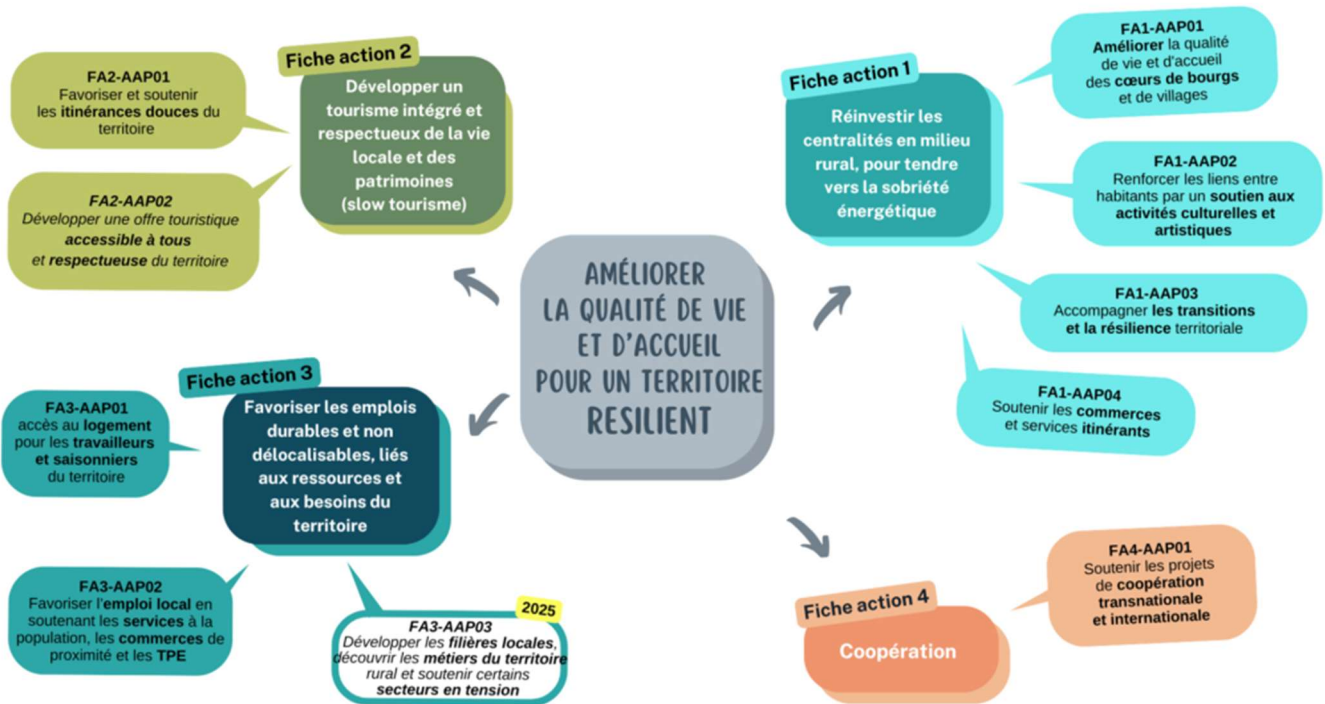 Fiche action 2
Développer un
tourisme intégré et
respectueux de la vie
locale et des
patrimoines
(slow tourisme)
FA2-AAP01
Favoriser et soutenir
les itinérances douces du
territoire
FA2-AAP02
Développer une offre touristique
accessible à tous
et respectueuse du territoire
Fiche action 1
Réinvestir les
centralités en milieu
rural, pour tendre
vers la sobriété
énergétique
FA1-AAP01
Améliorer la qualité
de vie et d'accueil
des cœurs de bourgs
et de villages
FA1-AAP02
Renforcer les liens entre
habitants par un soutien aux
activités culturelles et
artistiques
FA1-AAP03
Accompagner les transitions
et la résilience territoriale
FA1-AAP04
Soutenir les commerces
et services itinérants
AMÉLIORER
LA QUALITÉ DE VIE
ET D'ACCUEIL
POUR UN TERRITOIRE
RESILIENT
Fiche action 3
Favoriser les emplois
durables et non
délocalisables, liés
aux ressources et
aux besoins du
territoire
FA3-AAP01
accès au logement
pour les travailleurs
et saisonniers
du territoire
FA3-AAP02
Favoriser l'emploi local en
soutenant les services à la
population, les commerces de
proximité et les TPE
2025
FA3-AAP03
Développer les filières locales,
découvrir les métiers du territoire
rural et soutenir certains
secteurs en tension
Fiche action 4
Coopération
FA4-AAP01
Soutenir les projets
de coopération
transnationale
et internationale